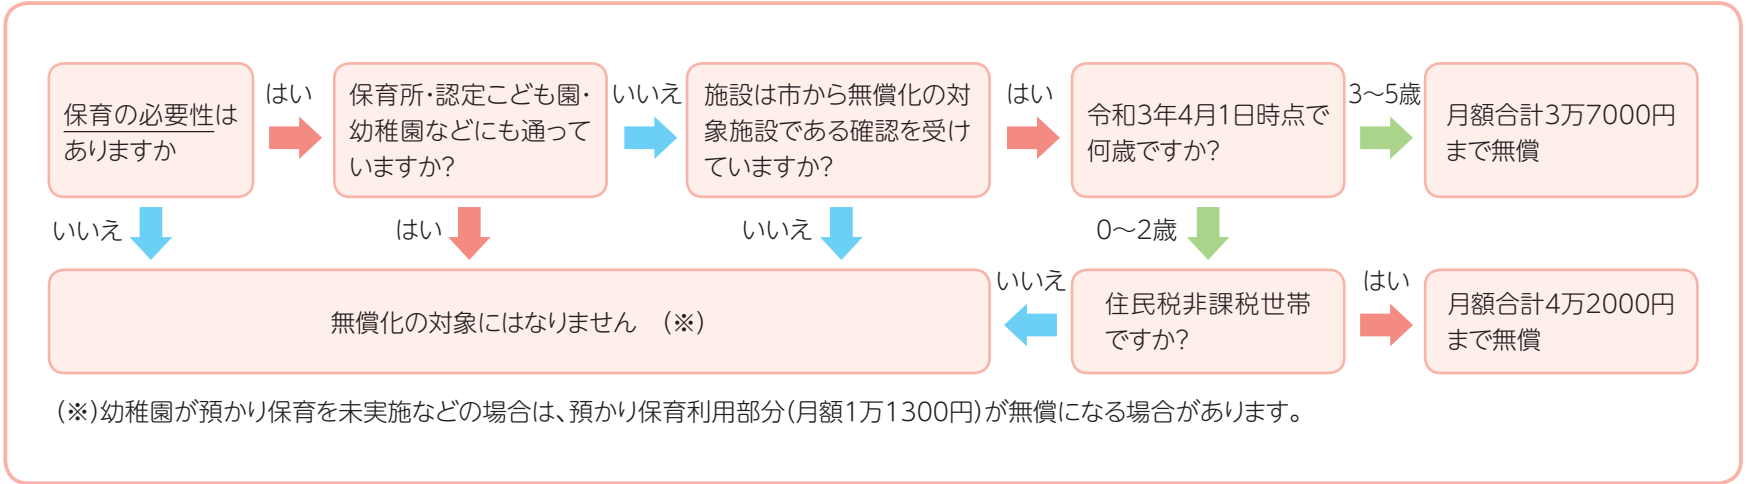 保育の必要性は
ありますか
はい
保育所・認定こども園・
幼稚園などにも通って
いますか?
いいえ
施設は市から無償化の対
象施設である確認を受け
ていますか?
はい
令和3年4月1日時点で
何歳ですか?
3〜5歳
月額合計3万7000円
まで無償
いいえ
はい
いいえ
0〜2歳
無償化の対象にはなりません　(※)
いいえ
住民税非課税世帯
ですか?
はい
月額合計4万2000円
まで無償
(※)幼稚園が預かり保育を未実施などの場合は、預かり保育利用部分(月額1万1300円)が無償になる場合があります。